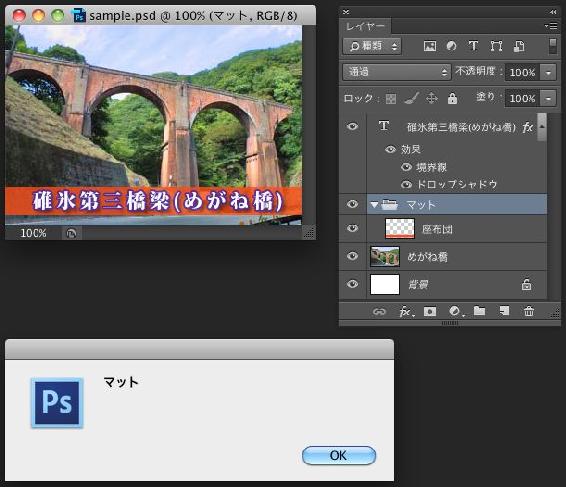 sample.psd @ 100% (マット, RGB/8)
碓氷第三橋梁(めがね橋)
100%
レイヤー
種類
T
通過
不透明度:
100%
ロック:
塗り:
100%
T
碓氷第三橋梁(めがね橋)
fx
効果
境界線
ドロップシャドウ
マット
座布団
めがね橋
背景
fx
Ps
マット
OK